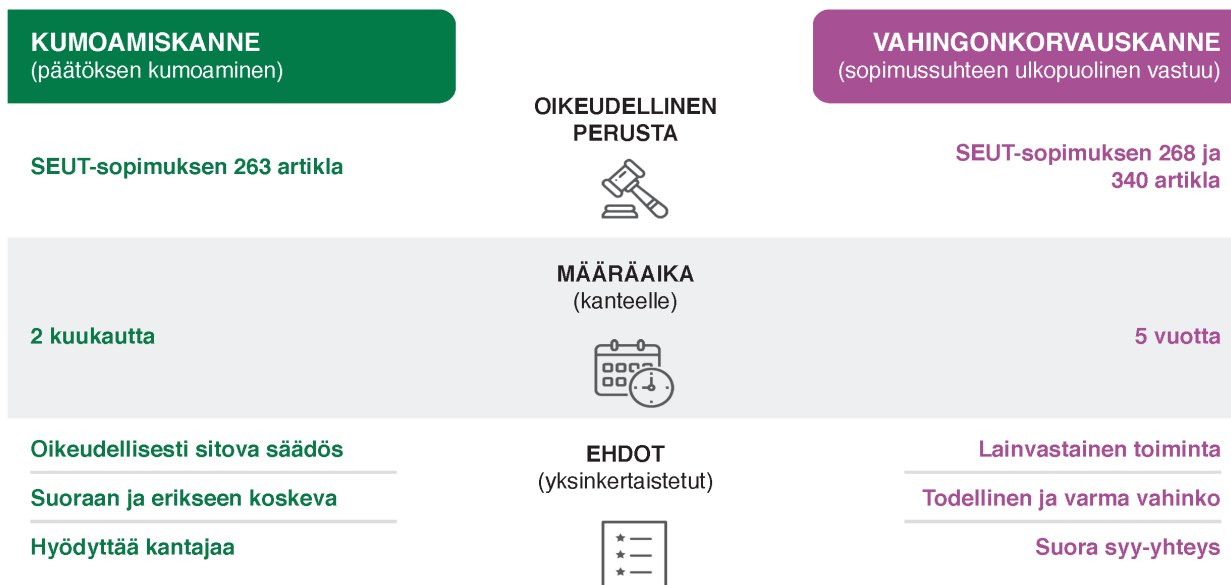 KUMOAMISKANNE
(päätöksen kumoaminen)
VAHINGONKORVAUSKANNE
(sopimussuhteen ulkopuolinen vastuu)
OIKEUDELLINEN
PERUSTA
SEUT-sopimuksen 263 artikla
SEUT-sopimuksen 268 ja
340 artikla
MÄÄRÄAIKA
(kanteelle)
2 kuukautta
5 vuotta
EHDOT
(yksinkertaistetut)
Oikeudellisesti sitova säädös
Suoraan ja erikseen koskeva
Hyödyttää kantajaa
Lainvastainen toiminta
Todellinen ja varma vahinko
Suora syy-yhteys